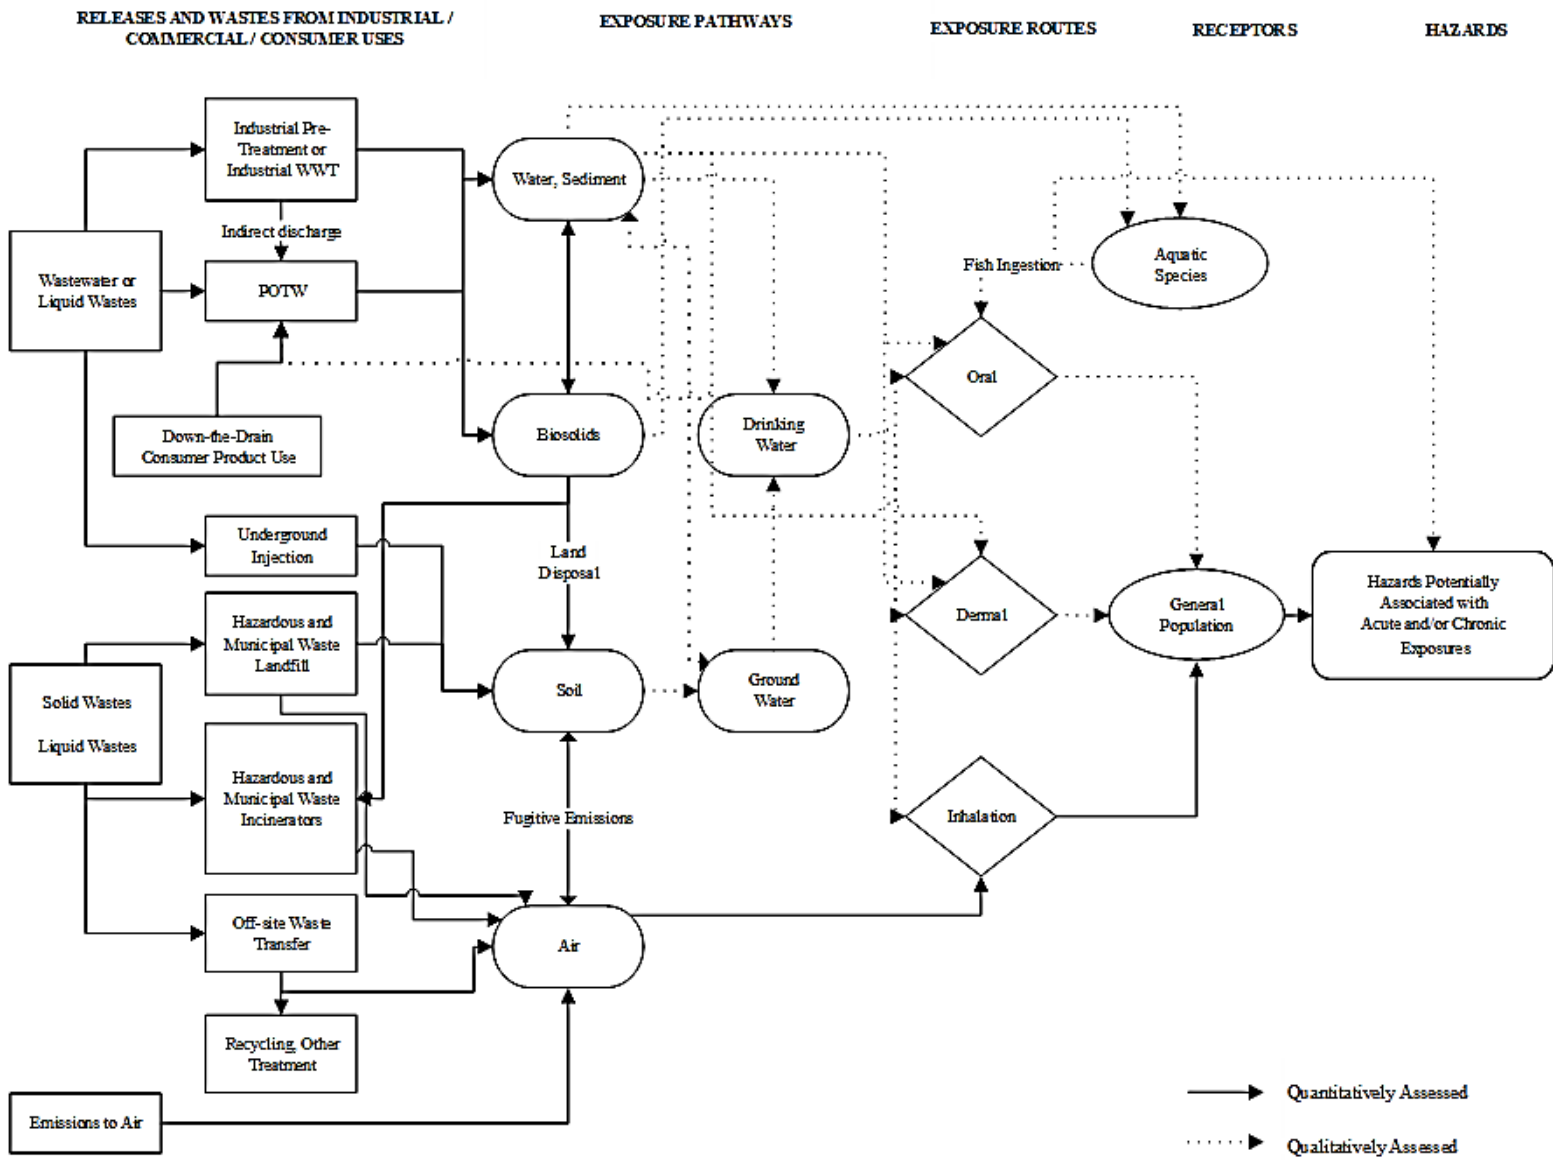 RELEASES AND WASTES FROM INDUSTRIAL /
COMMERCIAL / CONSUMER USES
EXPOSURE PATHWAYS
EXPOSURE ROUTES
RECEPTORS
HAZARDS
Industrial Pre-
Treatment or
Industrial WWT
Indirect discharge
Wastewater or
Liquid Wastes
POTW
Down-the-Drain
Consumer Product Use
Underground
Injection
Hazardous and
Municipal Waste
Landfill
Solid Wastes
Liquid Wastes
Hazardous and
Municipal Waste
Incinerators
Off-site Waste
Transfer
Recycling, Other
Treatment
Emissions to Air
Water, Sediment
Biosolids
Land
Disposal
Soil
Fugitive Emissions
Air
Drinking
Water
Ground
Water
Fish Ingestion
Oral
Dermal
Inhalation
Aquatic
Species
General
Population
Hazards Potentially
Associated with
Acute and/or Chronic
Exposures
Quantitatively Assessed
Qualitatively Assessed